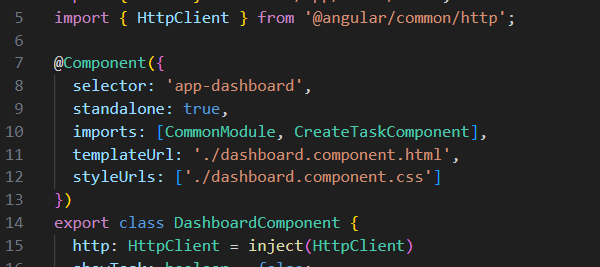 5 import { HttpClient } from '@angular/common/http';
6
7 @Component({
8 selector: 'app-dashboard',
9 standalone: true,
10 imports: [CommonModule, CreateTaskComponent],
11 templateUrl: './dashboard.component.html',
12 styleUrls: ['./dashboard.component.css']
13 })
14 export class DashboardComponent {
15 http: HttpClient = inject(HttpClient)